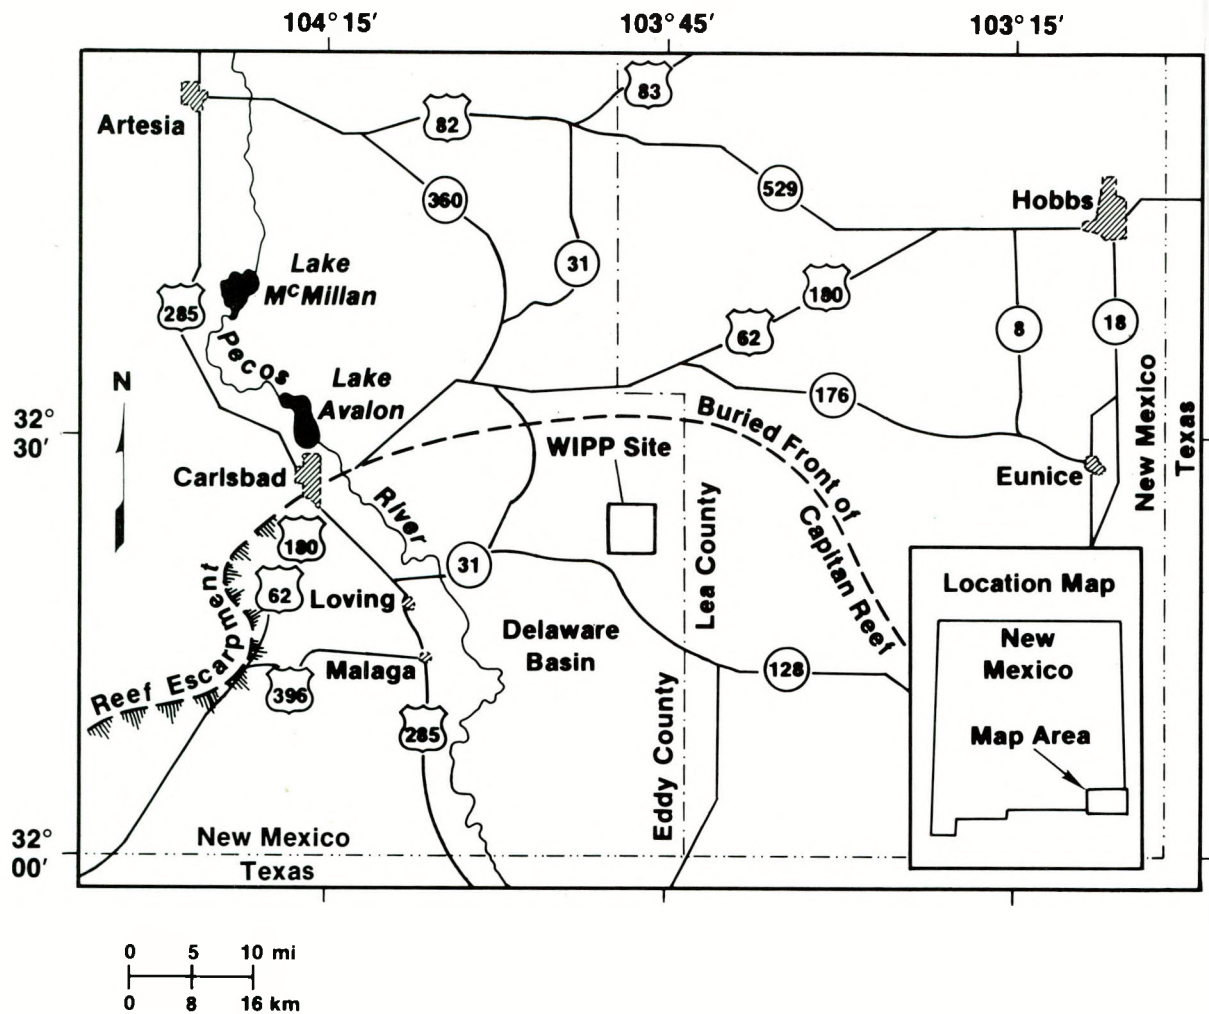 104° 15′
103° 45′
103° 15′
83
82
Artesia
529
360
Hobbs
31
Lake
McMillan
180
285
62
8
18
Pecos
N
Lake
Avalon
New Mexico
Texas
176
32°
30′
Buried Front of
Capitan Reef
WIPP Site
Carlsbad
Eunice
River
180
Lea County
31
62
Loving
Location Map
Reef Escarpment
Delaware
Basin
New
Mexico
Malaga
396
128
285
Map Area
Eddy County
32°
00′
New Mexico
Texas
0 5 10 mi
0 8 16 km